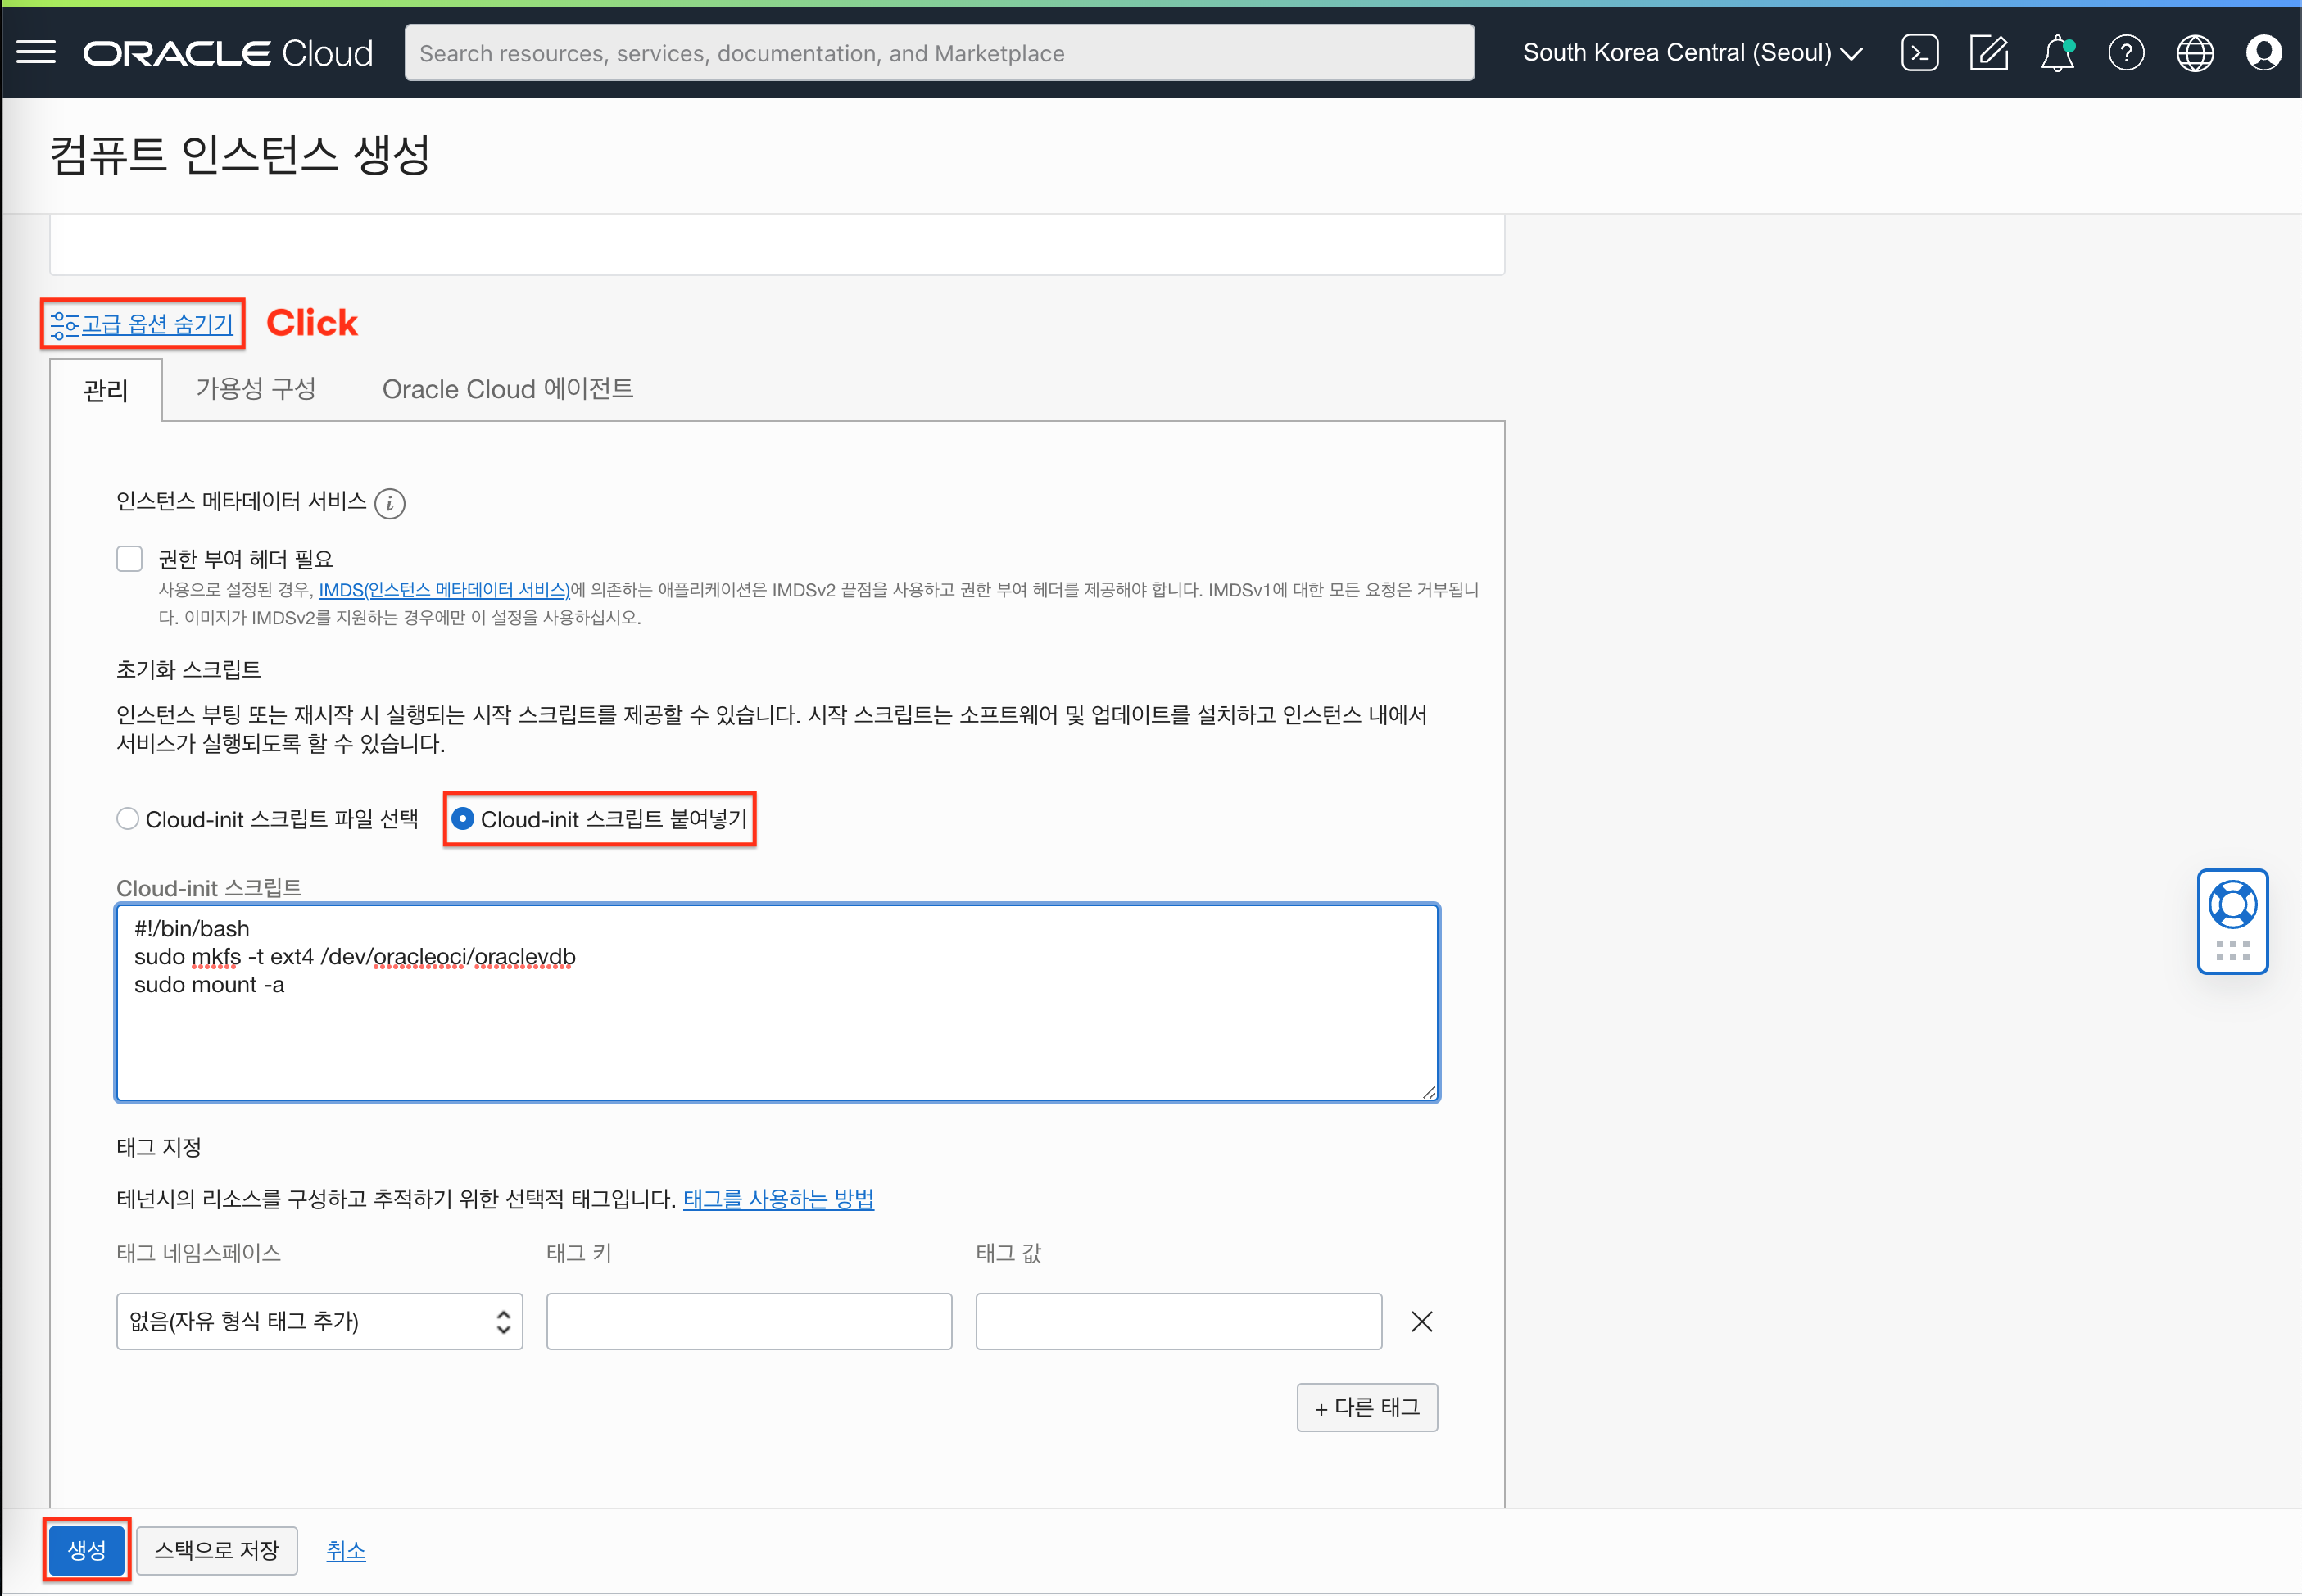 ORACLE Cloud
Search resources, services, documentation, and Marketplace
South Korea Central (Seoul)
컴퓨트 인스턴스 생성
고급 옵션 숨기기
Click
관리
가용성 구성
Oracle Cloud 에이전트
인스턴스 메타데이터 서비스
권한 부여 헤더 필요
사용으로 설정된 경우, IMDS(인스턴스 메타데이터 서비스)에 의존하는 애플리케이션은 IMDSv2 끝점을 사용하고 권한 부여 헤더를 제공해야 합니다. IMDSv1에 대한 모든 요청은 거부됩니
다. 이미지가 IMDSv2를 지원하는 경우에만 이 설정을 사용하십시오.
초기화 스크립트
인스턴스 부팅 또는 재시작 시 실행되는 시작 스크립트를 제공할 수 있습니다. 시작 스크립트는 소프트웨어 및 업데이트를 설치하고 인스턴스 내에서
서비스가 실행되도록 할 수 있습니다.
Cloud-init 스크립트 파일 선택
Cloud-init 스크립트 붙여넣기
Cloud-init 스크립트
#!/bin/bash
sudo mkfs -t ext4 /dev/oracleoci/oraclevdb
sudo mount -a
태그 지정
테넌시의 리소스를 구성하고 추적하기 위한 선택적 태그입니다. 태그를 사용하는 방법
태그 네임스페이스
태그 키
태그 값
없음(자유 형식 태그 추가)
+ 다른 태그
생성
스택으로 저장
취소